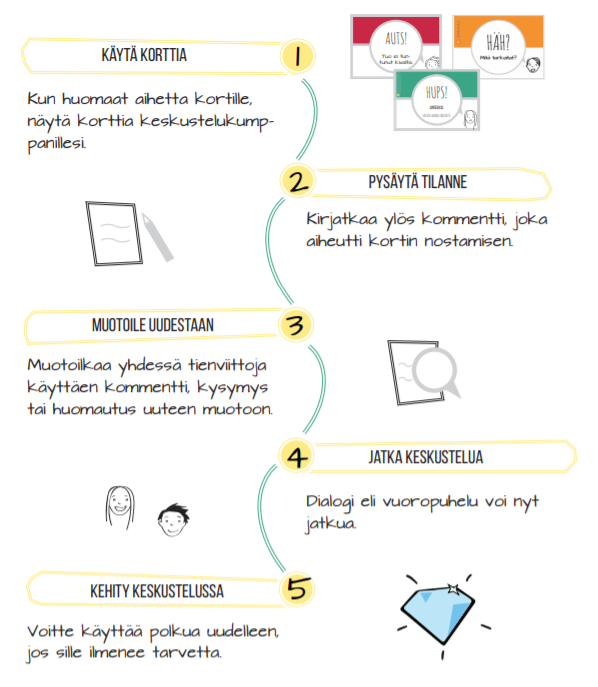 AUTS!
HÄH?
Mitä tarkoitat?
HUPS!
KÄYTÄ KORTTIA
1
Kun huomaat aihetta kortille,
näytä korttia keskustelukump-
panillesi.
2
PYSÄYTÄ TILANNE
Kirjatkaa ylös kommentti, joka
aiheutti kortin nostamisen.
MUOTOILE UUDESTAAN
3
Muotoilkaa yhdessä tienviittoja
käyttäen kommentti, kysymys
tai huomautus uuteen muotoon.
4
JATKA KESKUSTELUA
Dialogi eli vuoropuhelu voi nyt
jatkua.
KEHITY KESKUSTELUSSA
5
Voitte käyttää polkua uudelleen,
jos sille ilmenee tarvetta.